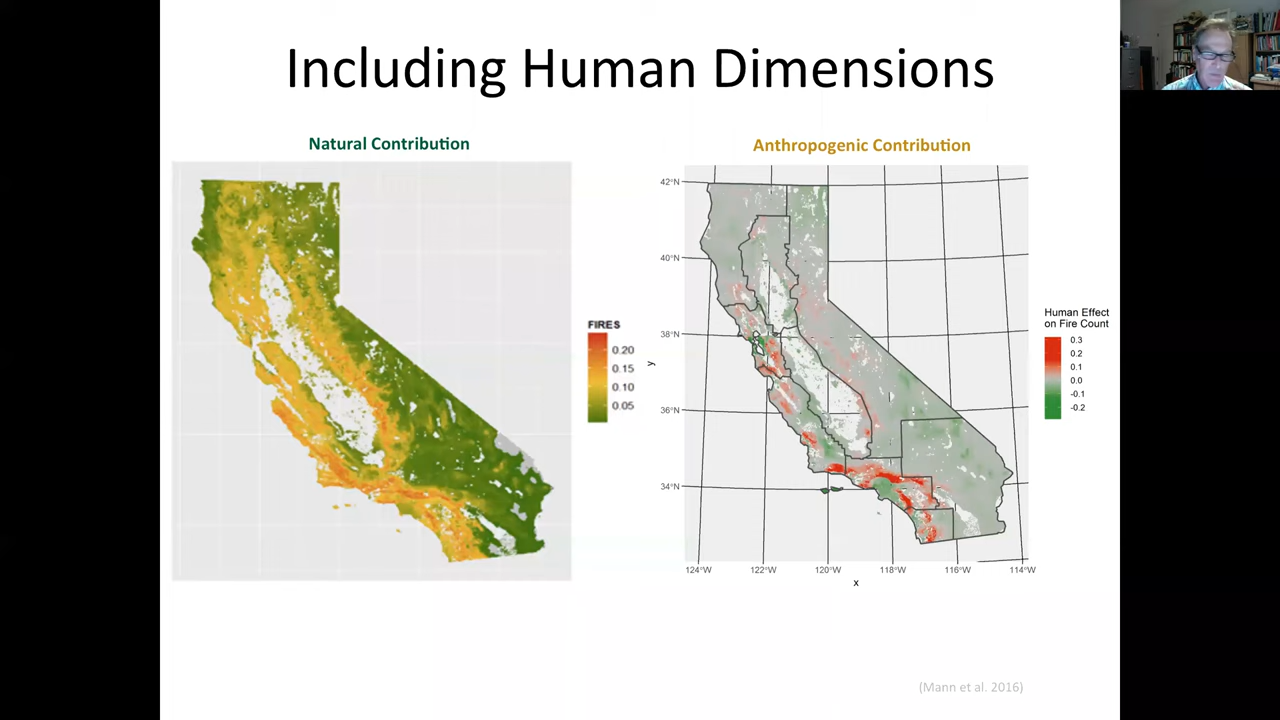 Including Human Dimensions
Natural Contribution
FIRES
0.20
0.15
0.10
0.05
Anthropogenic Contribution
42°N
40°N
38°N
36°N
34°N
y
124°W
122°W
120°W
118°W
116°W
114°W
x
Human Effect
on Fire Count
0.3
0.2
0.1
0.0
-0.1
-0.2
(Mann et al. 2016)